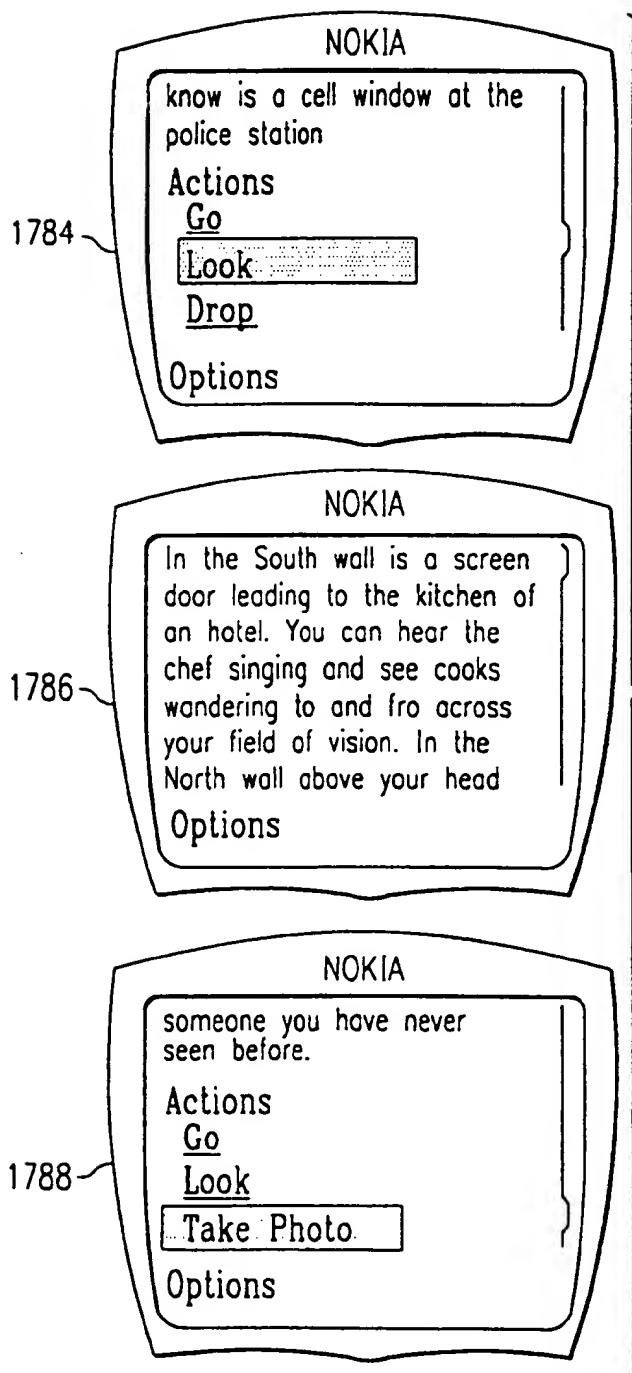 NOKIA
know is a cell window at the
police station
Actions
Go
1784
Look
Drop
Options
NOKIA
In the South wall is a screen
door leading to the kitchen of
an hotel. You can hear the
chef singing and see cooks
1786
wandering to and fro across
your field of vision. In the
North wall above your head
Options
NOKIA
someone you have never
seen before.
Actions
Go
1788
Look
Take Photo
Options